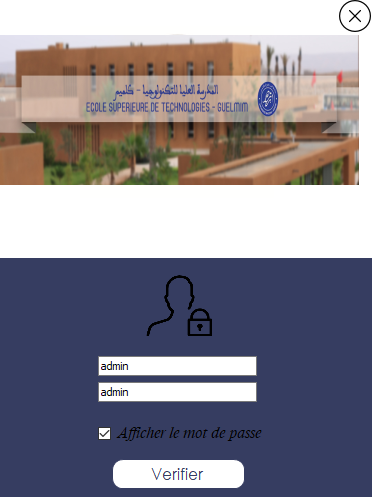 المدرسة العليا للتكنولوجيا - كلميم
ECOLE SUPERIEURE DE TECHNOLOGIES - GUELMIM
admin
admin
Afficher le mot de passe
Verifier